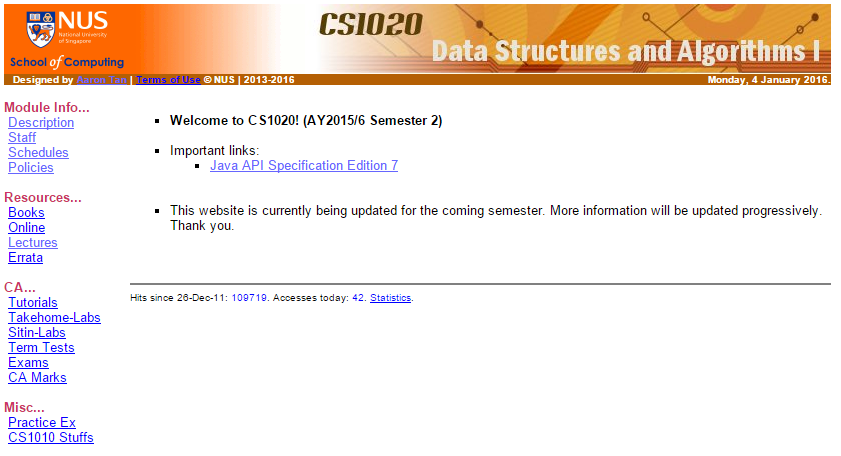 NUS
National University
of Singapore
School of Computing
CS1020
Data Structures and Algorithms I
Designed by Aaron Tan | Terms of Use © NUS | 2013-2016
Monday, 4 January 2016.
Module Info...
Description
Staff
Schedules
Policies
Resources...
Books
Online
Lectures
Errata
CA...
Tutorials
Takehome-Labs
Sitin-Labs
Term Tests
Exams
CA Marks
Misc...
Practice Ex
CS1010 Stuffs
Welcome to CS1020! (AY2015/6 Semester 2)
Important links:
Java API Specification Edition 7
This website is currently being updated for the coming semester. More information will be updated progressively.
Thank you.
Hits since 26-Dec-11: 109719. Accesses today: 42. Statistics.